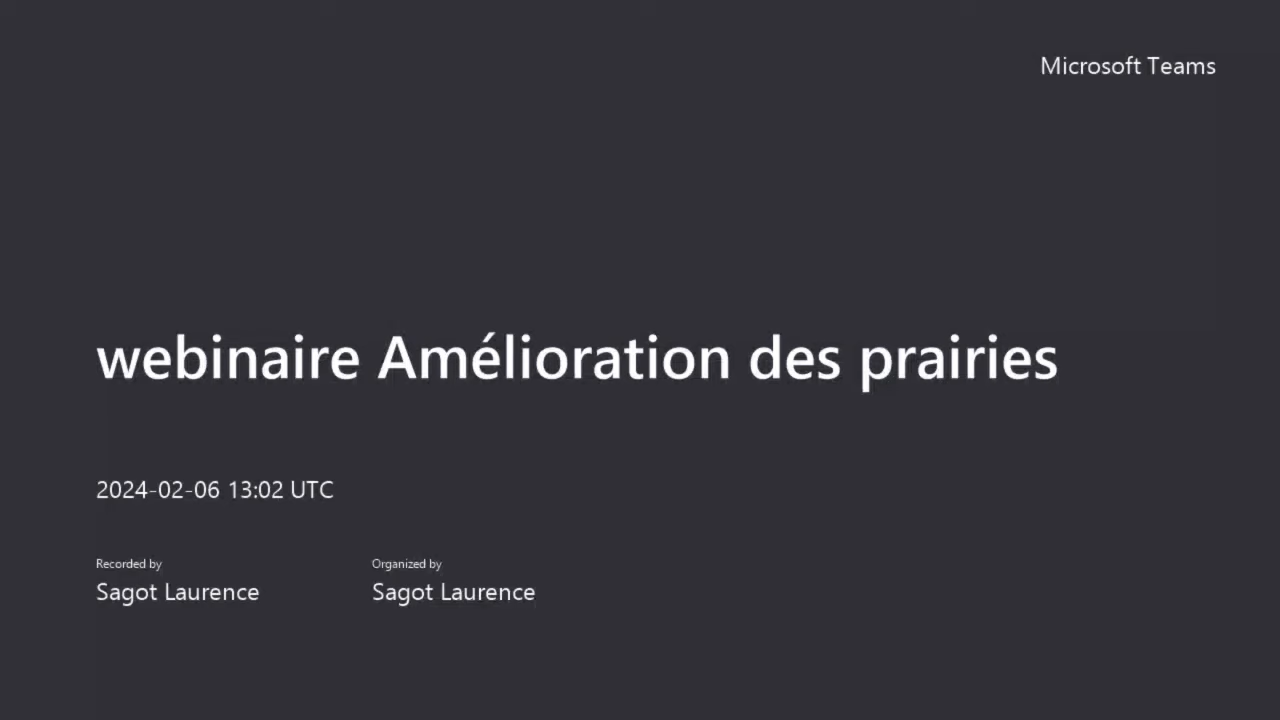 Microsoft Teams
webinaire Amélioration des prairies
2024-02-06 13:02 UTC
Recorded by
Sagot Laurence
Organized by
Sagot Laurence